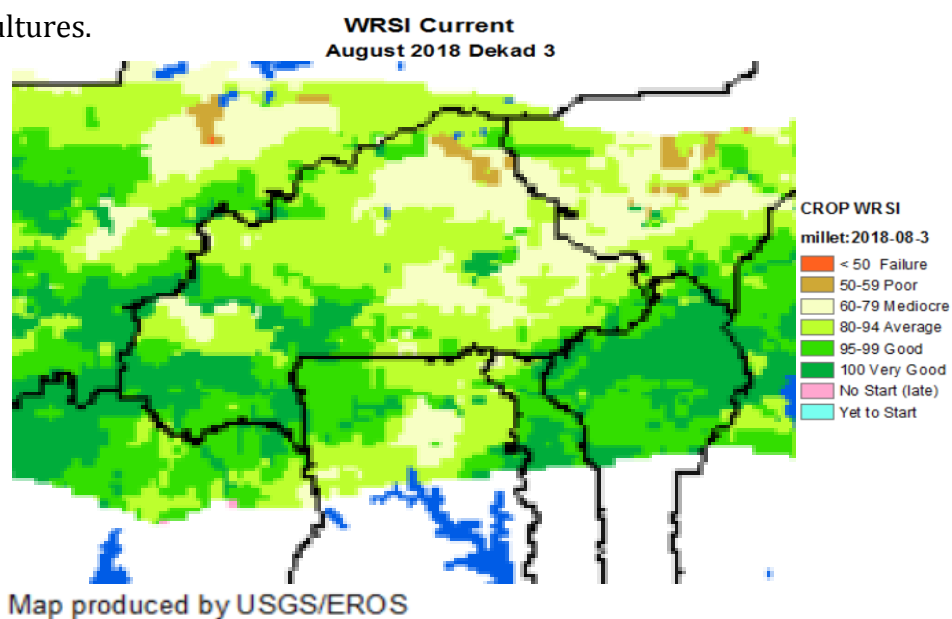 ultures.
WRSI Current
August 2018 Dekad 3
CROP WRSI
millet:2018-08-3
< 50 Failure
50-59 Poor
60-79 Mediocre
80-94 Average
95-99 Good
100 Very Good
No Start (late)
Yet to Start
Map produced by USGS/EROS